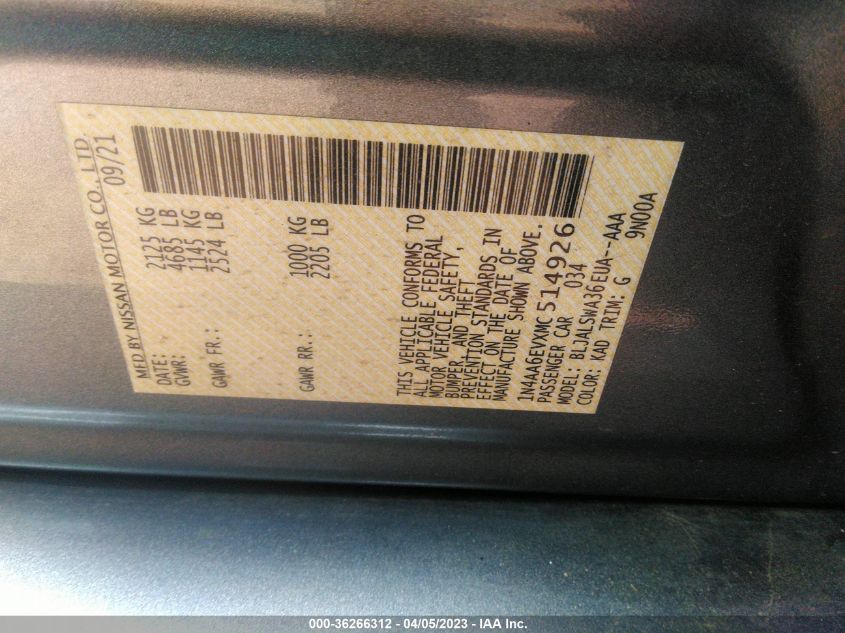 MFD BY NISSAN MOTOR CO., LTD.
DATE: 09/21
GVWR: 2125 KG
4685 LB
GAWR FR.: 1145 KG
2524 LB
GAWR RR.: 1000 KG
2205 LB
THIS VEHICLE CONFORMS TO
ALL APPLICABLE FEDERAL
MOTOR VEHICLE SAFETY,
BUMPER, AND THEFT
PREVENTION STANDARDS IN
EFFECT ON THE DATE OF
MANUFACTURE SHOWN ABOVE.
1N4AA6EVXMC514926
PASSENGER CAR 034
MODEL: BLJALSWA36EUA--AAA
COLOR: KAD TRIM: G 9N00A
000-36266312 - 04/05/2023 - IAA Inc.